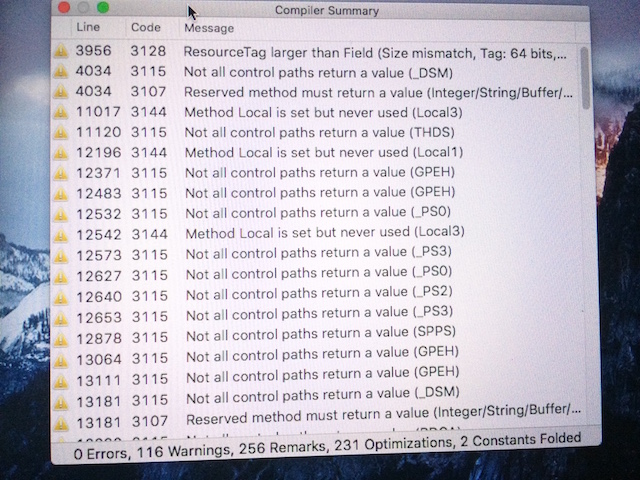 Compiler Summary
Line Code Message
3956 3128 ResourceTag larger than Field (Size mismatch, Tag: 64 bits,...
4034 3115 Not all control paths return a value (_DSM)
4034 3107 Reserved method must return a value (Integer/String/Buffer/...
11017 3144 Method Local is set but never used (Local3)
11120 3115 Not all control paths return a value (THDS)
12196 3144 Method Local is set but never used (Local1)
12371 3115 Not all control paths return a value (GPEH)
12483 3115 Not all control paths return a value (GPEH)
12532 3115 Not all control paths return a value (_PS0)
12542 3144 Method Local is set but never used (Local3)
12573 3115 Not all control paths return a value (_PS3)
12627 3115 Not all control paths return a value (_PS0)
12640 3115 Not all control paths return a value (_PS2)
12653 3115 Not all control paths return a value (_PS3)
12878 3115 Not all control paths return a value (SPPS)
13064 3115 Not all control paths return a value (GPEH)
13111 3115 Not all control paths return a value (GPEH)
13181 3115 Not all control paths return a value (_DSM)
13181 3107 Reserved method must return a value (Integer/String/Buffer/...
0 Errors, 116 Warnings, 256 Remarks, 231 Optimizations, 2 Constants Folded